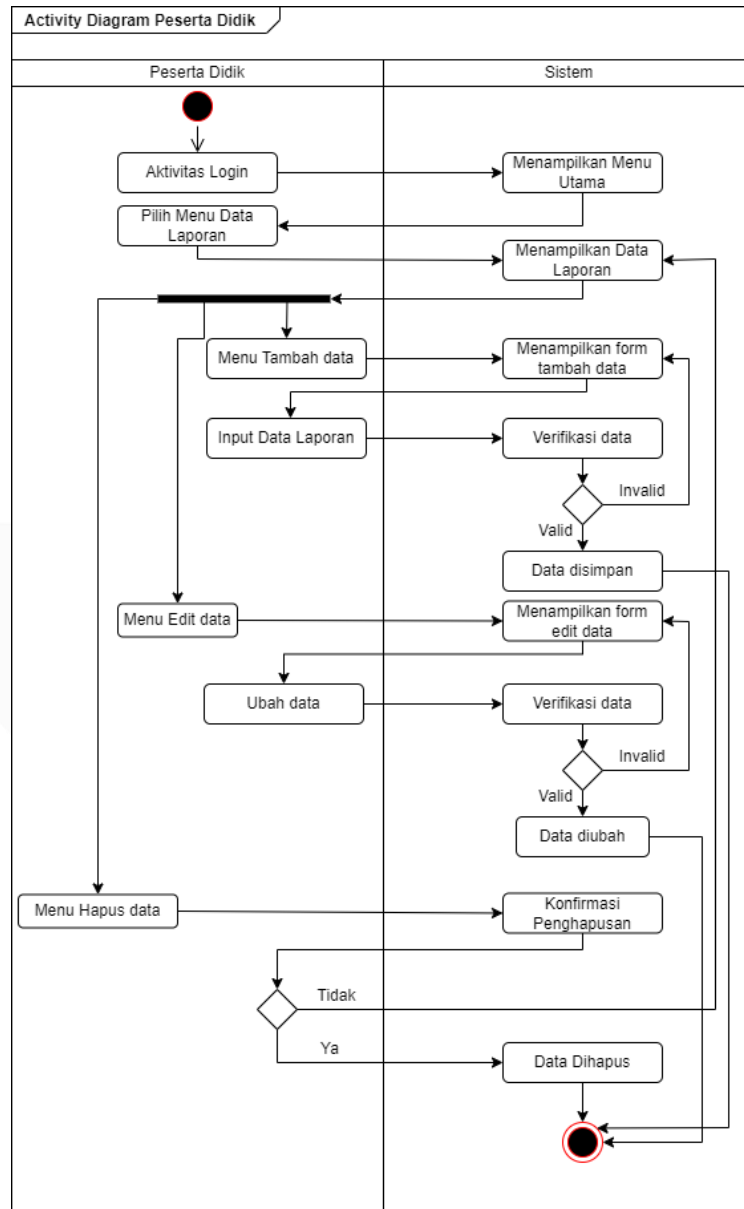 Activity Diagram Peserta Didik
Peserta Didik
Sistem
Aktivitas Login
Menampilkan Menu
Utama
Pilih Menu Data
Laporan
Menampilkan Data
Laporan
Menu Tambah data
Menampilkan form
tambah data
Input Data Laporan
Verifikasi data
Invalid
Valid
Data disimpan
Menu Edit data
Menampilkan form
edit data
Ubah data
Verifikasi data
Invalid
Valid
Data diubah
Menu Hapus data
Konfirmasi
Penghapusan
Tidak
Ya
Data Dihapus